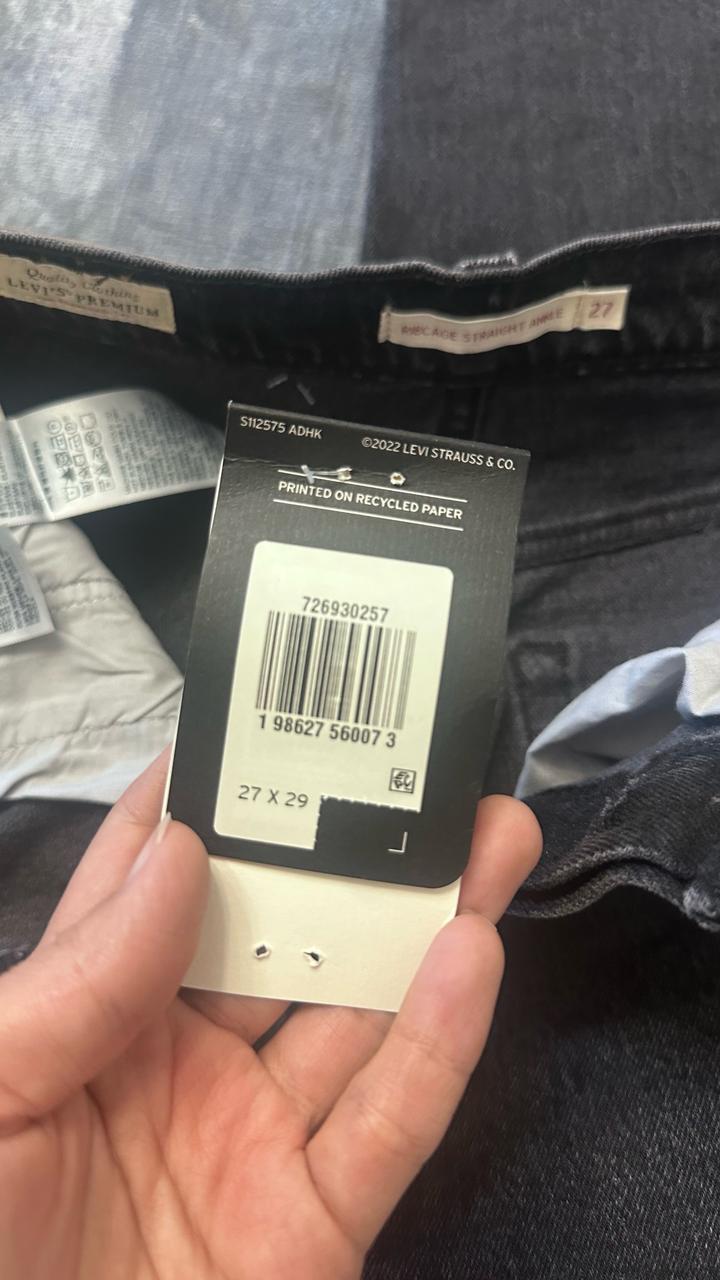 Quality Clothing
LEVI'S® PREMIUM
RIBCAGE STRAIGHT ANKLE 27
S112575 ADHK
©2022 LEVI STRAUSS & CO.
PRINTED ON RECYCLED PAPER
726930257
1 98627 56007 3
27 X 29